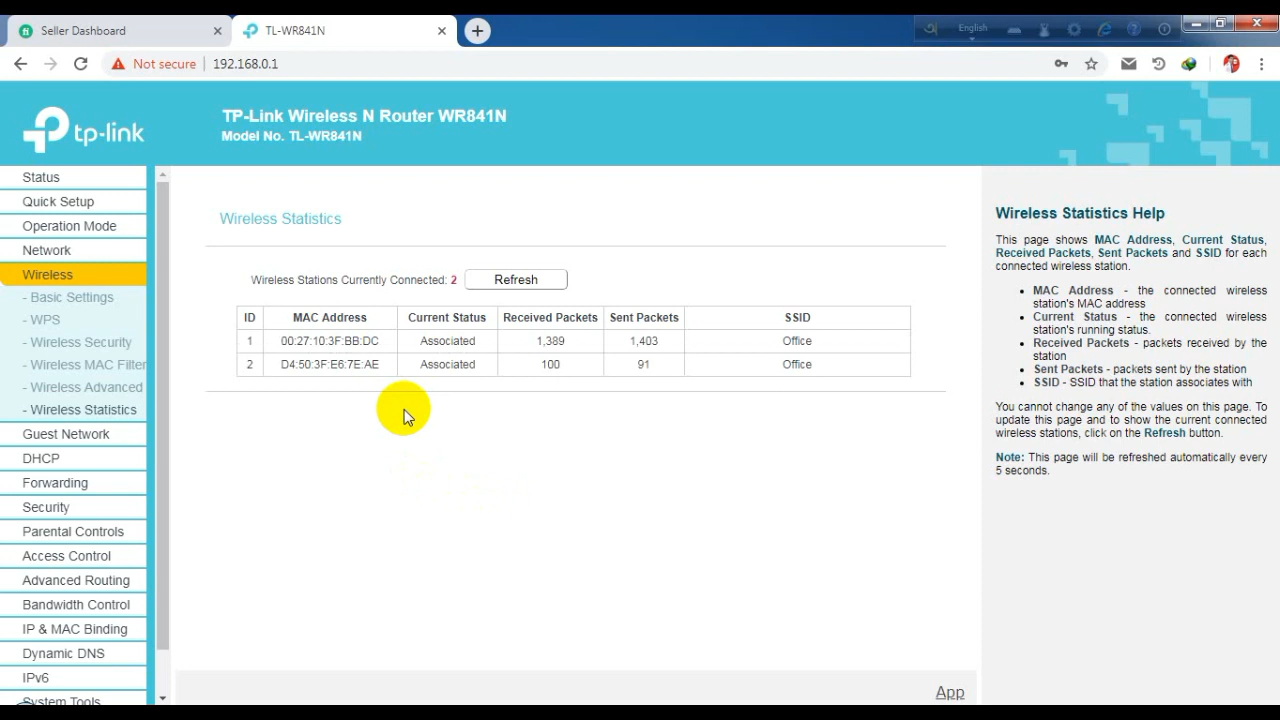 Seller Dashboard
TL-WR841N
English
Not secure
192.168.0.1
tp-link
TP-Link Wireless N Router WR841N
Model No. TL-WR841N
Status
Quick Setup
Operation Mode
Network
Wireless
- Basic Settings
- WPS
- Wireless Security
- Wireless MAC Filter
- Wireless Advanced
- Wireless Statistics
Guest Network
DHCP
Forwarding
Security
Parental Controls
Access Control
Advanced Routing
Bandwidth Control
IP & MAC Binding
Dynamic DNS
IPv6
System Tools
Wireless Statistics
Wireless Stations Currently Connected: 2 Refresh
ID MAC Address Current Status Received Packets Sent Packets SSID
1 00:27:10:3F:BB:DC Associated 1,389 1,403 Office
2 D4:50:3F:E6:7E:AE Associated 100 91 Office
App
Wireless Statistics Help
This page shows MAC Address, Current Status,
Received Packets, Sent Packets and SSID for each
connected wireless station.
• MAC Address - the connected wireless
station's MAC address
• Current Status - the connected wireless
station's running status.
• Received Packets - packets received by the
station
• Sent Packets - packets sent by the station
• SSID - SSID that the station associates with
You cannot change any of the values on this page. To
update this page and to show the current connected
wireless stations, click on the Refresh button.
Note: This page will be refreshed automatically every
5 seconds.